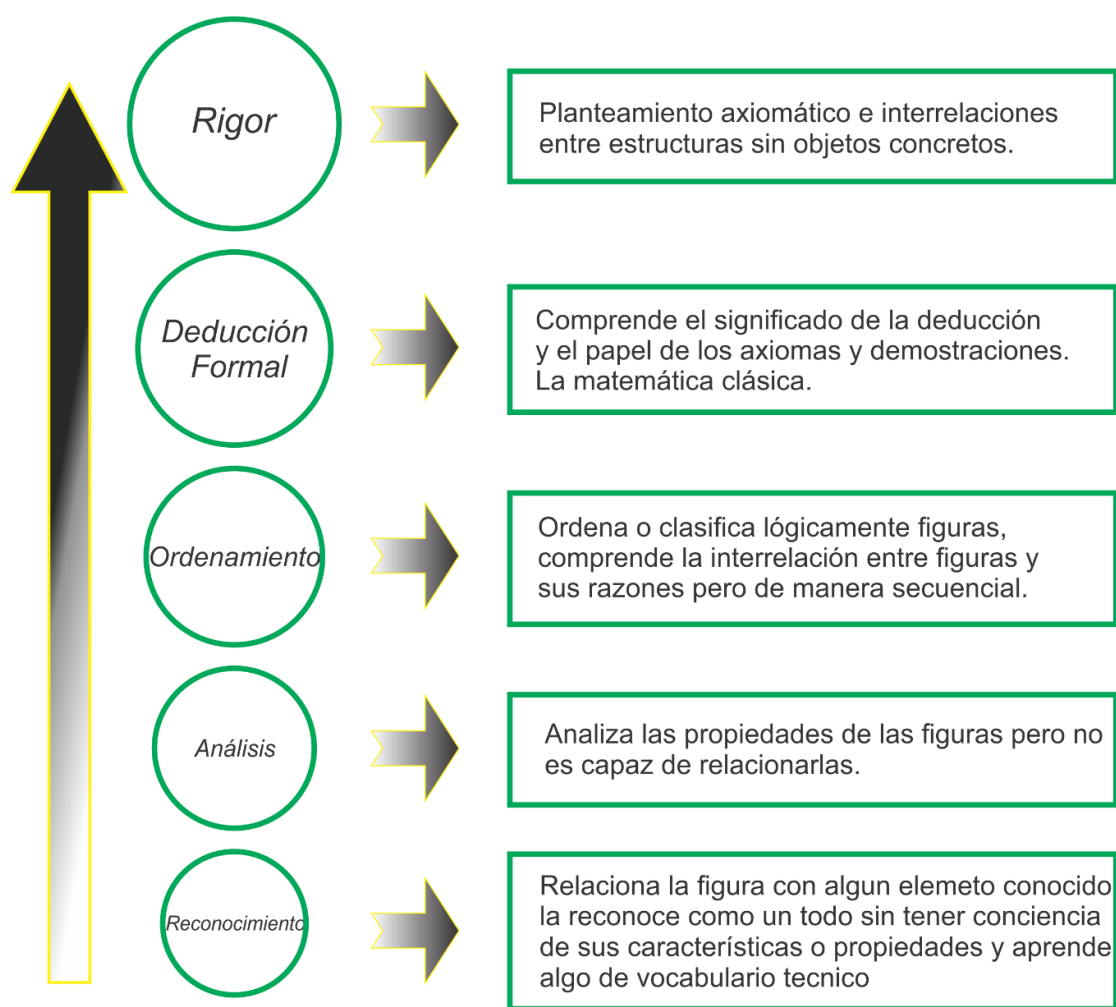 Rigor
Planteamiento axiomático e interrelaciones
entre estructuras sin objetos concretos.
Deducción
Formal
Comprende el significado de la deducción
y el papel de los axiomas y demostraciones.
La matemática clásica.
Ordenamiento
Ordena o clasifica lógicamente figuras,
comprende la interrelación entre figuras y
sus razones pero de manera secuencial.
Análisis
Analiza las propiedades de las figuras pero no
es capaz de relacionarlas.
Reconocimiento
Relaciona la figura con algun elemeto conocido
la reconoce como un todo sin tener conciencia
de sus características o propiedades y aprende
algo de vocabulario tecnico